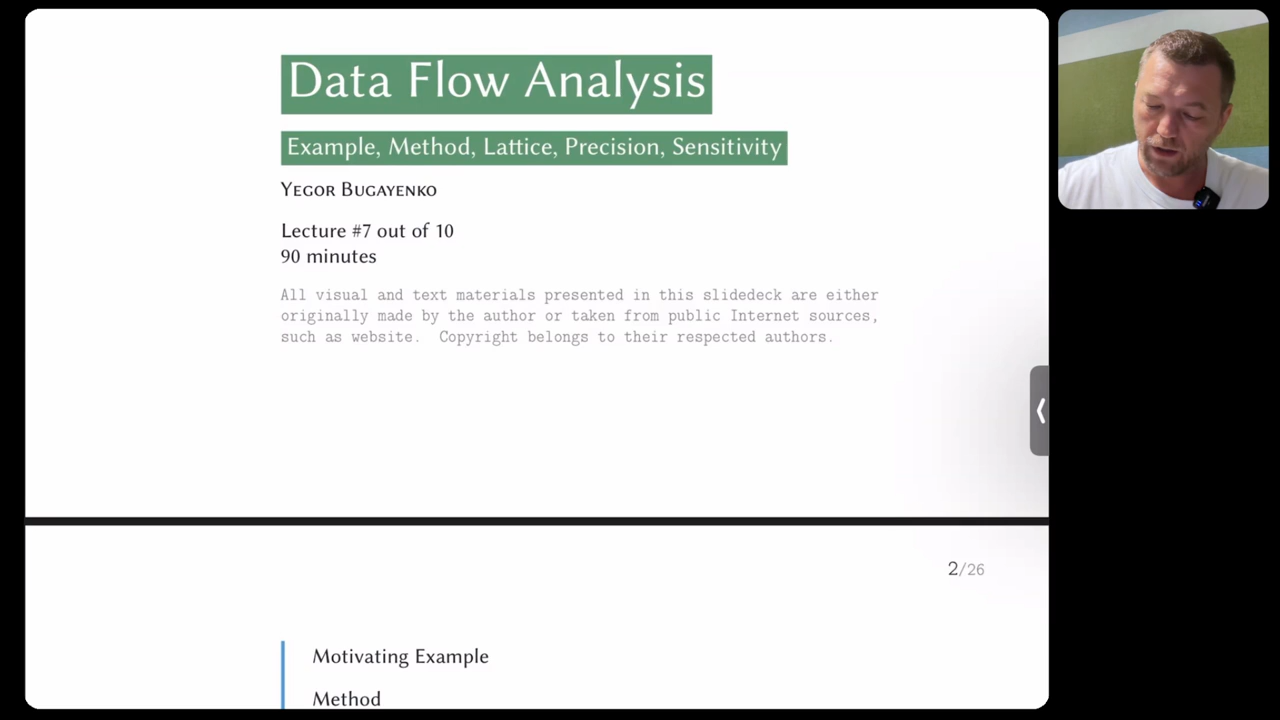 Data Flow Analysis
Example, Method, Lattice, Precision, Sensitivity
Yegor Bugayenko
Lecture #7 out of 10
90 minutes
All visual and text materials presented in this slidedeck are either
originally made by the author or taken from public Internet sources,
such as website. Copyright belongs to their respected authors.
2/26
Motivating Example
Method